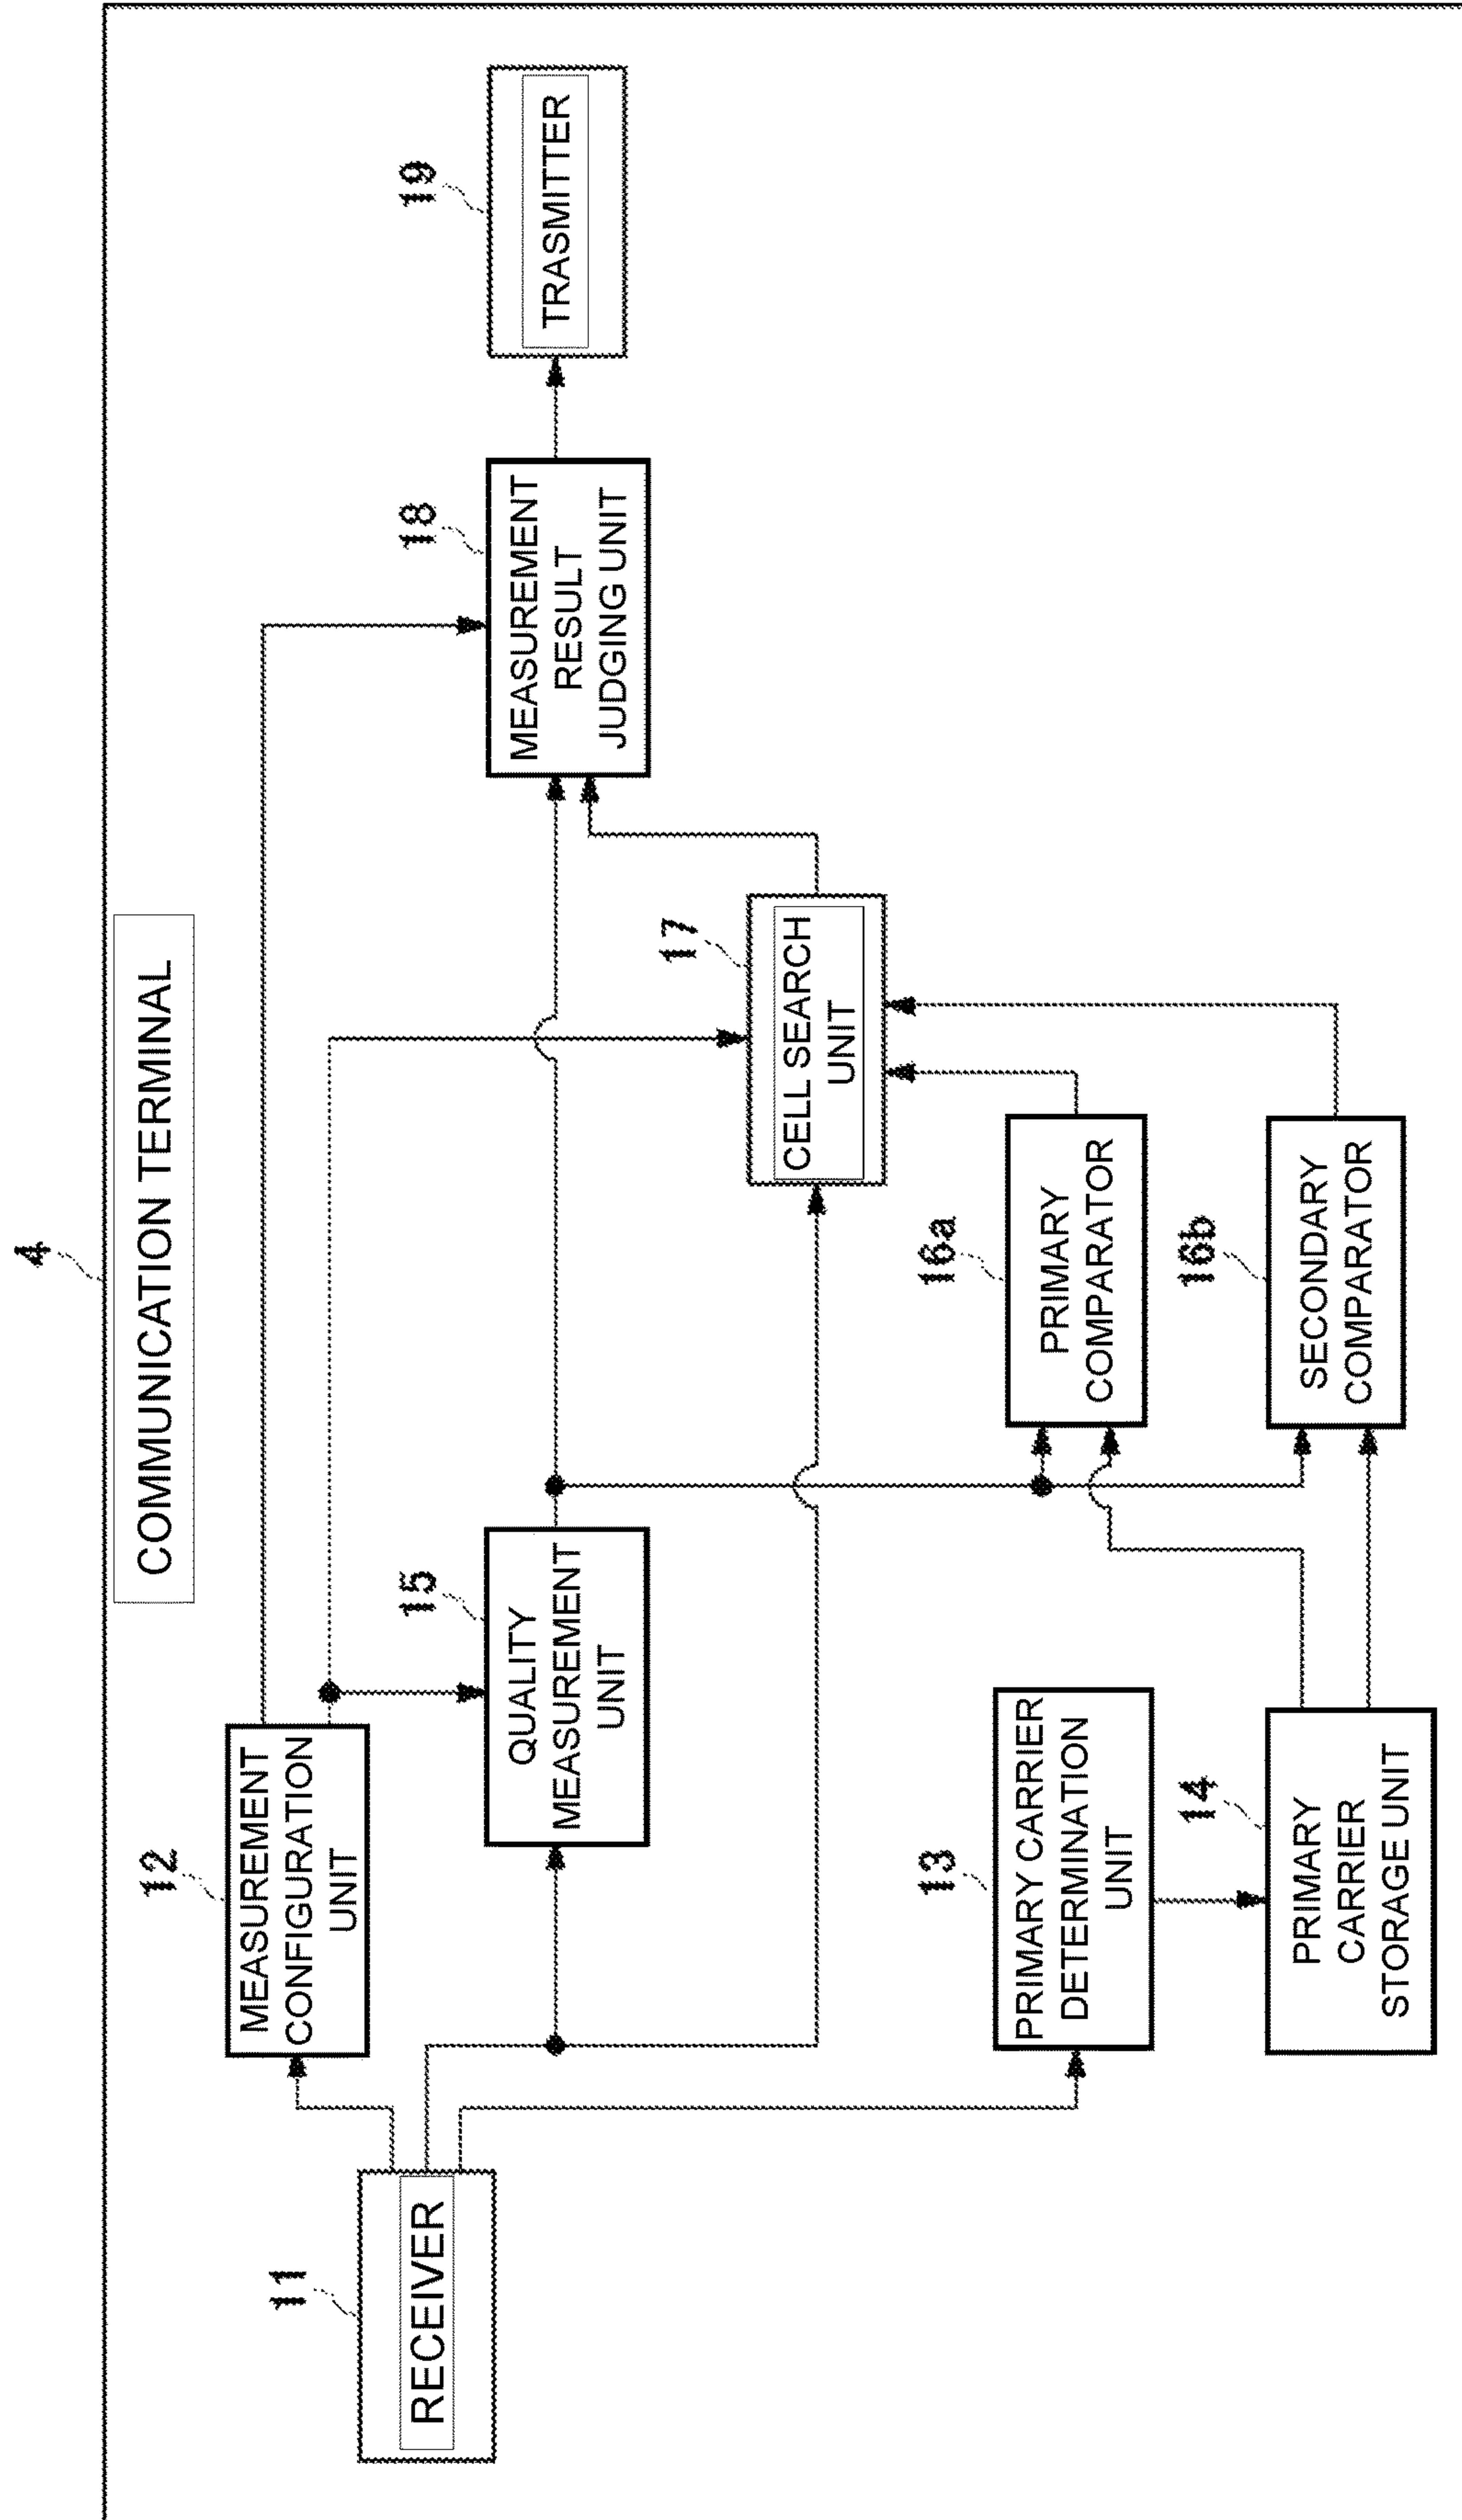 4
COMMUNICATION TERMINAL
11
RECEIVER
12
MEASUREMENT
CONFIGURATION
UNIT
15
QUALITY
MEASUREMENT
UNIT
18
MEASUREMENT
RESULT
JUDGING UNIT
19
TRASMITTER
17
CELL SEARCH
UNIT
13
PRIMARY CARRIER
DETERMINATION
UNIT
16a
PRIMARY
COMPARATOR
14
PRIMARY
CARRIER
STORAGE UNIT
16b
SECONDARY
COMPARATOR